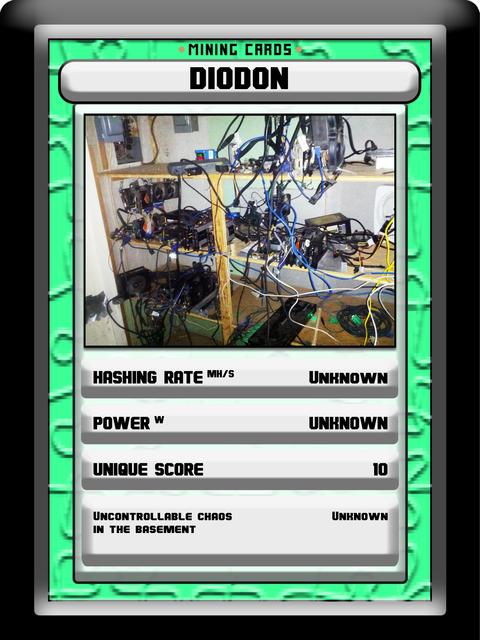 MINING CARDS
DIODON
HASHING RATE MH/S UNKNOWN
POWER W UNKNOWN
UNIQUE SCORE 10
UNCONTROLLABLE CHAOS UNKNOWN
IN THE BASEMENT